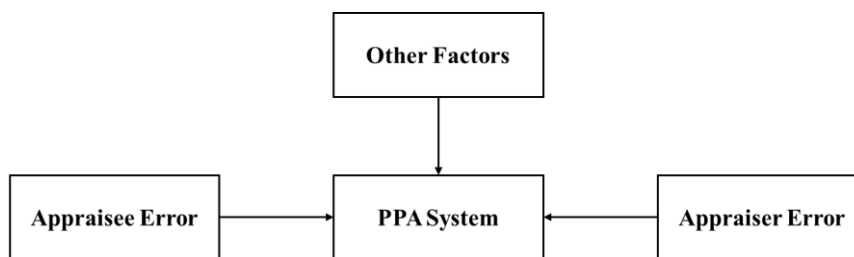 Other Factors
Appraisee Error
PPA System
Appraiser Error